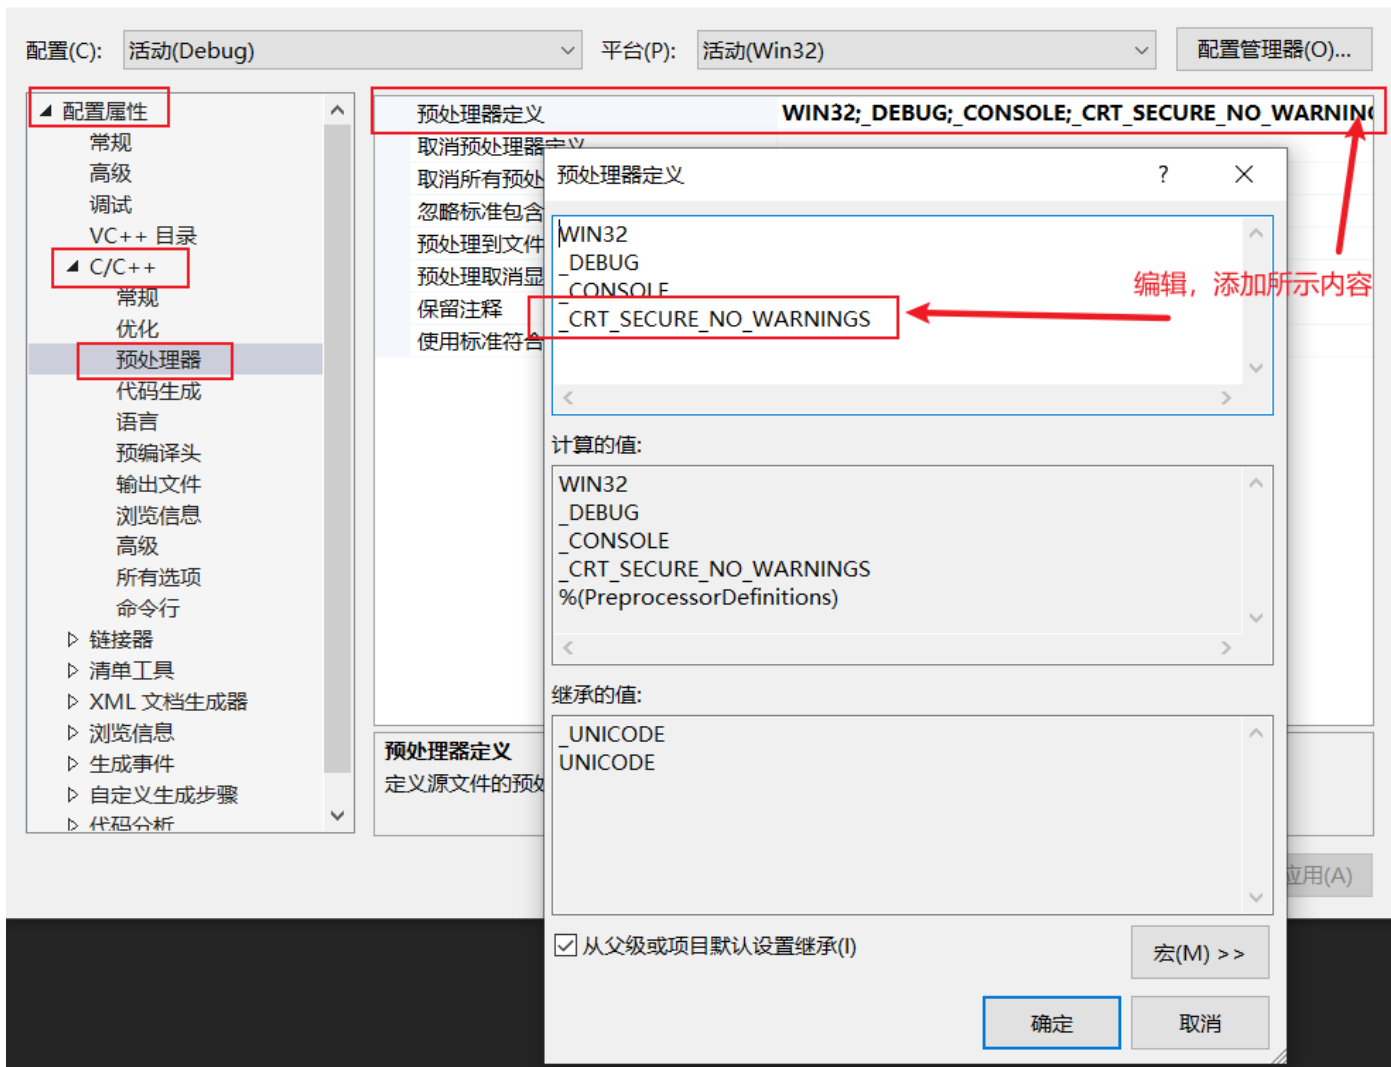 配置(C):
活动(Debug)
平台(P):
活动(Win32)
配置管理器(O)...
配置属性
常规
高级
调试
VC++ 目录
C/C++
常规
优化
预处理器
代码生成
语言
预编译头
输出文件
浏览信息
高级
所有选项
命令行
链接器
清单工具
XML 文档生成器
浏览信息
生成事件
自定义生成步骤
代码分析
预处理器定义
WIN32;_DEBUG;_CONSOLE;_CRT_SECURE_NO_WARNING
取消预处理器定义
取消所有预处
忽略标准包含
预处理到文件
预处理取消显
保留注释
使用标准符合
预处理器定义
定义源文件的预处
应用(A)
预处理器定义
?
WIN32
_DEBUG
_CONSOLE
_CRT_SECURE_NO_WARNINGS
编辑，添加所示内容
计算的值:
WIN32
_DEBUG
_CONSOLE
_CRT_SECURE_NO_WARNINGS
%(PreprocessorDefinitions)
继承的值:
_UNICODE
UNICODE
从父级或项目默认设置继承(I)
宏(M) >>
确定
取消